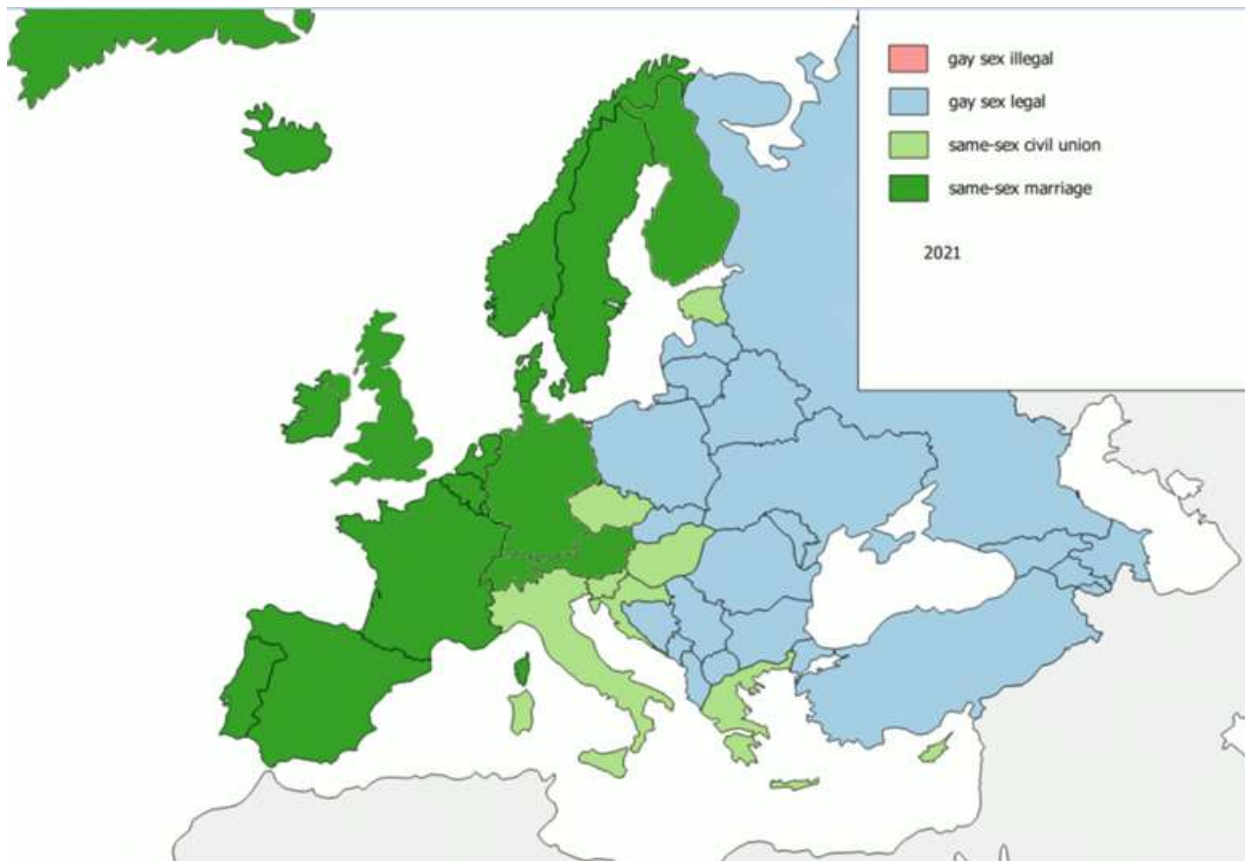 gay sex illegal
gay sex legal
same-sex civil union
same-sex marriage
2021